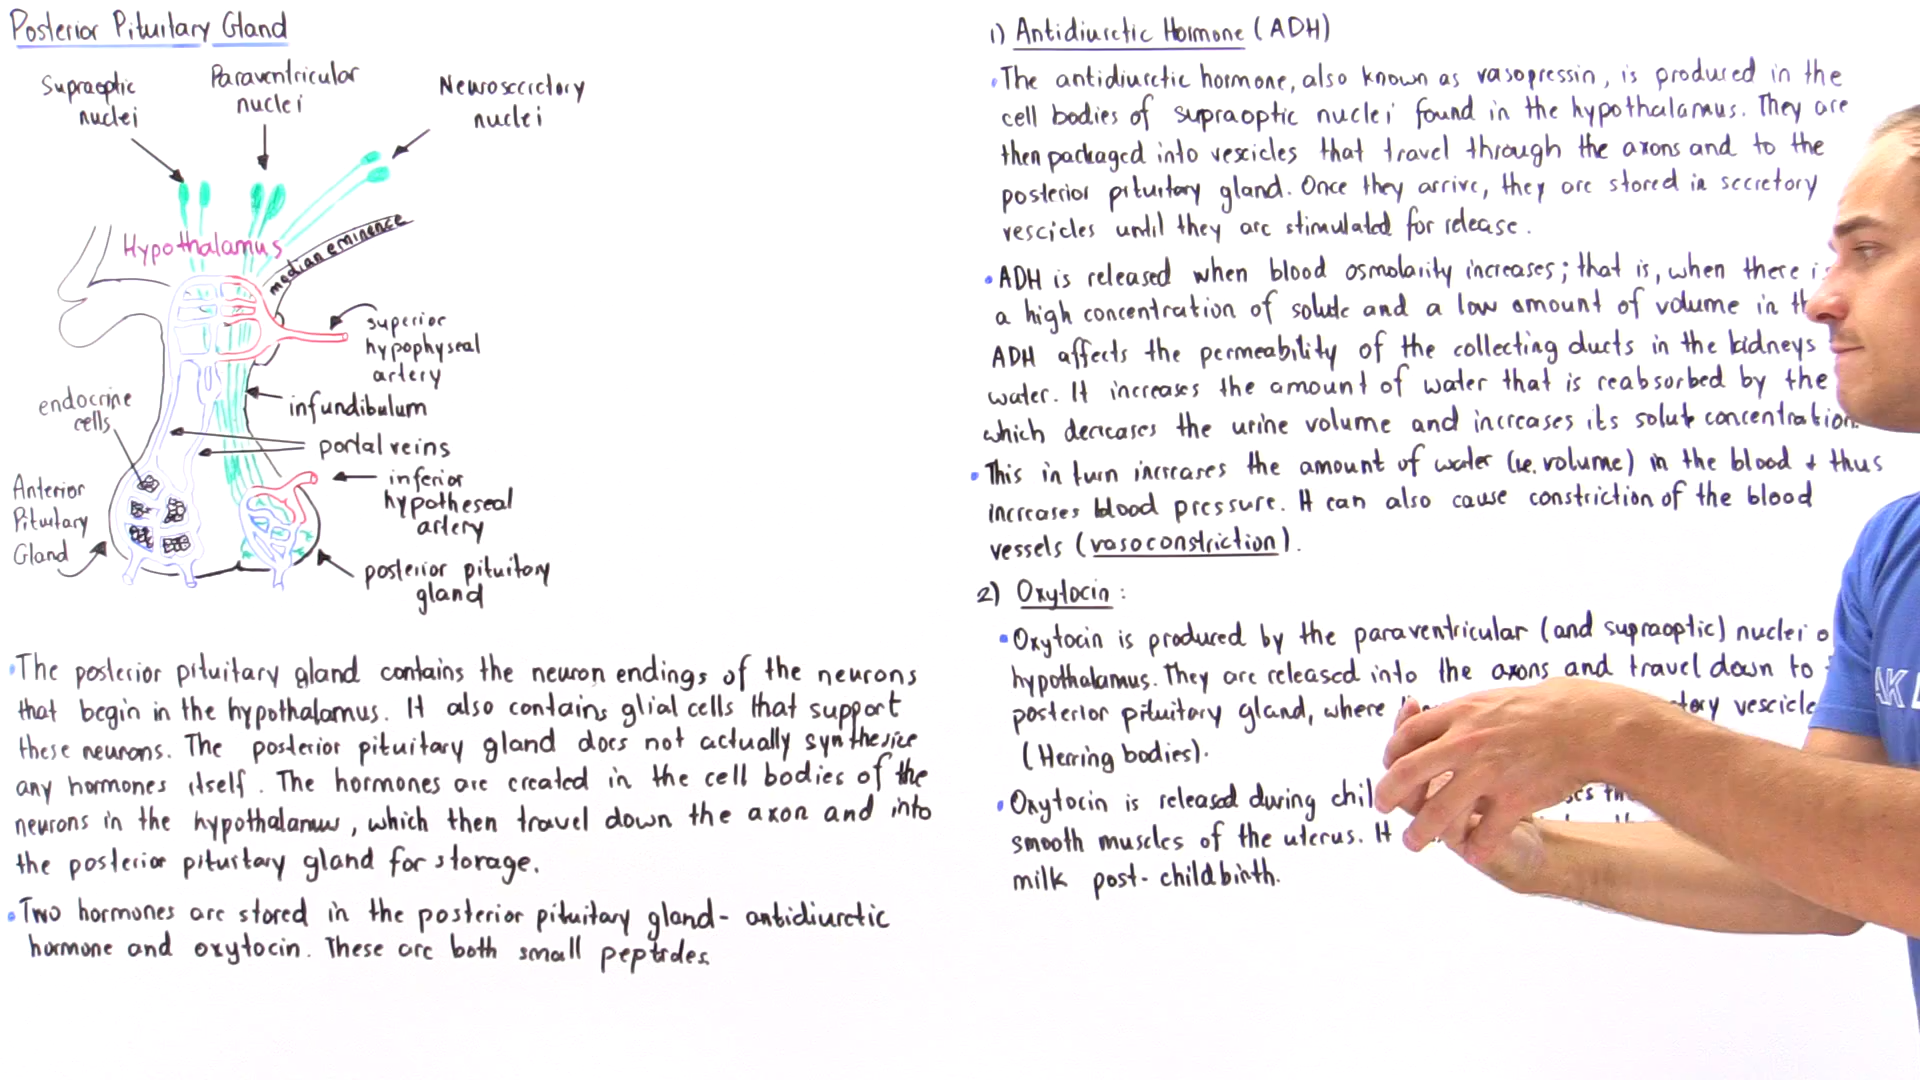 Posterior Pituitary Gland
Supraoptic
nuclei
Paraventricular
nuclei
Neurosecretory
nuclei
Hypothalamus
median eminence
superior
hypophyseal
artery
endocrine
cells
infundibulum
portal veins
inferior
hypotheseal
artery
Anterior
Pituitary
Gland
posterior pituitary
gland
•The posterior pituitary gland contains the neuron endings of the neurons
that begin in the hypothalamus. It also contains glial cells that support
these neurons. The posterior pituitary gland does not actually synthesize
any hormones itself. The hormones are created in the cell bodies of the
neurons in the hypothalamus, which then travel down the axon and into
the posterior pituitary gland for storage.
•Two hormones are stored in the posterior pituitary gland - antidiuretic
hormone and oxytocin. These are both small peptides.
1) Antidiuretic Hormone (ADH)
•The antidiuretic hormone, also known as vasopressin, is produced in the
cell bodies of supraoptic nuclei found in the hypothalamus. They are
then packaged into vescicles that travel through the axons and to the
posterior pituitary gland. Once they arrive, they are stored in secretory
vescicles until they are stimulated for release.
•ADH is released when blood osmolarity increases; that is, when there is
a high concentration of solute and a low amount of volume in
ADH affects the permeability of the collecting ducts in the kidneys
water. It increases the amount of water that is reabsorbed by the
which decreases the urine volume and increases its solute concentration.
•This in turn increases the amount of water (i.e. volume) in the blood & thus
increases blood pressure. It can also cause constriction of the blood
vessels (vasoconstriction).
2) Oxytocin:
•Oxytocin is produced by the paraventricular (and supraoptic) nuclei
hypothalamus. They are released into the axons and travel down to
posterior pituitary gland, where
(Herring bodies).
•Oxytocin is released during
smooth muscles of the uterus. It
milk post-childbirth.
AK